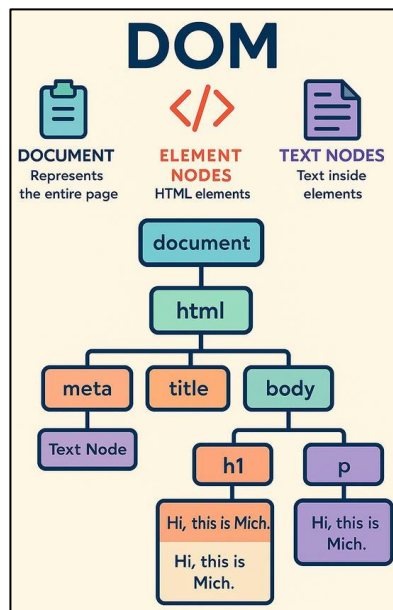 DOM
</>
DOCUMENT
Represents
the entire page
ELEMENT
NODES
HTML elements
TEXT NODES
Text inside
elements
document
html
meta
title
body
Text Node
h1
p
Hi, this is Mich.
Hi, this is
Mich.
Hi, this is
Mich.